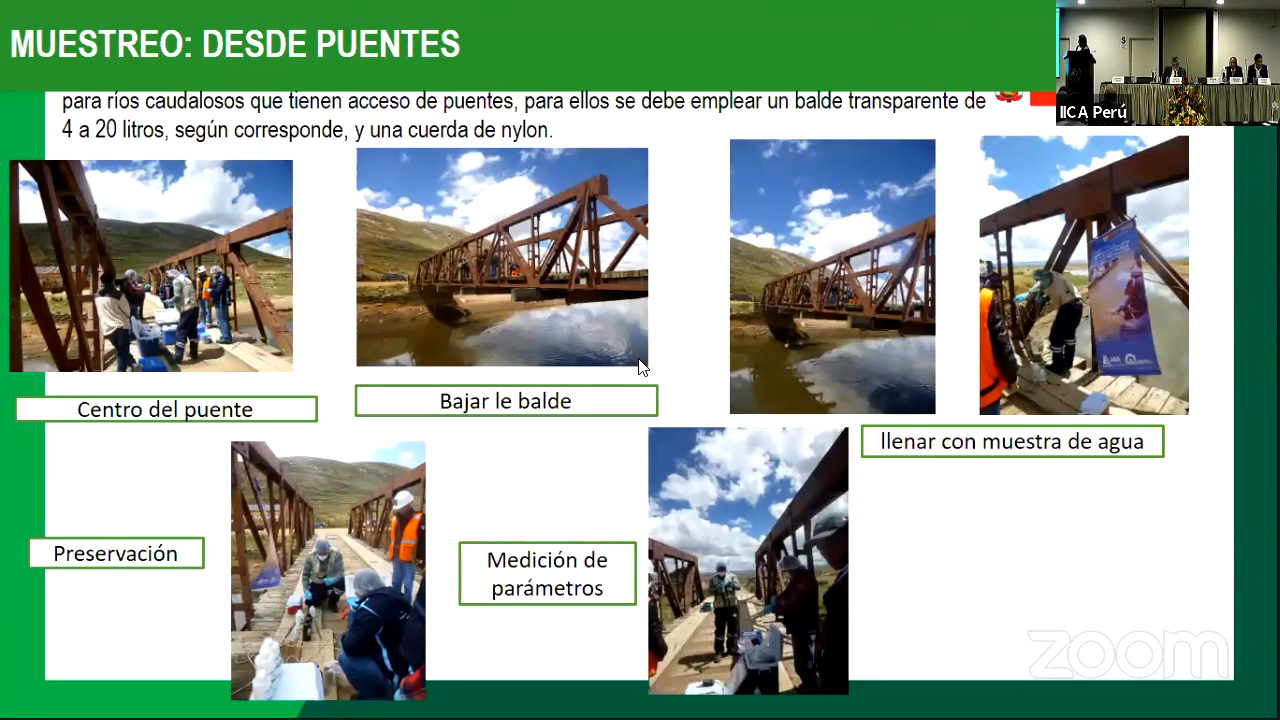 MUESTREO: DESDE PUENTES
para ríos caudalosos que tienen acceso de puentes, para ellos se debe emplear un balde transparente de
4 a 20 litros, según corresponde, y una cuerda de nylon.
IICA Perú
Centro del puente
Bajar le balde
llenar con muestra de agua
Preservación
Medición de
parámetros
zoom